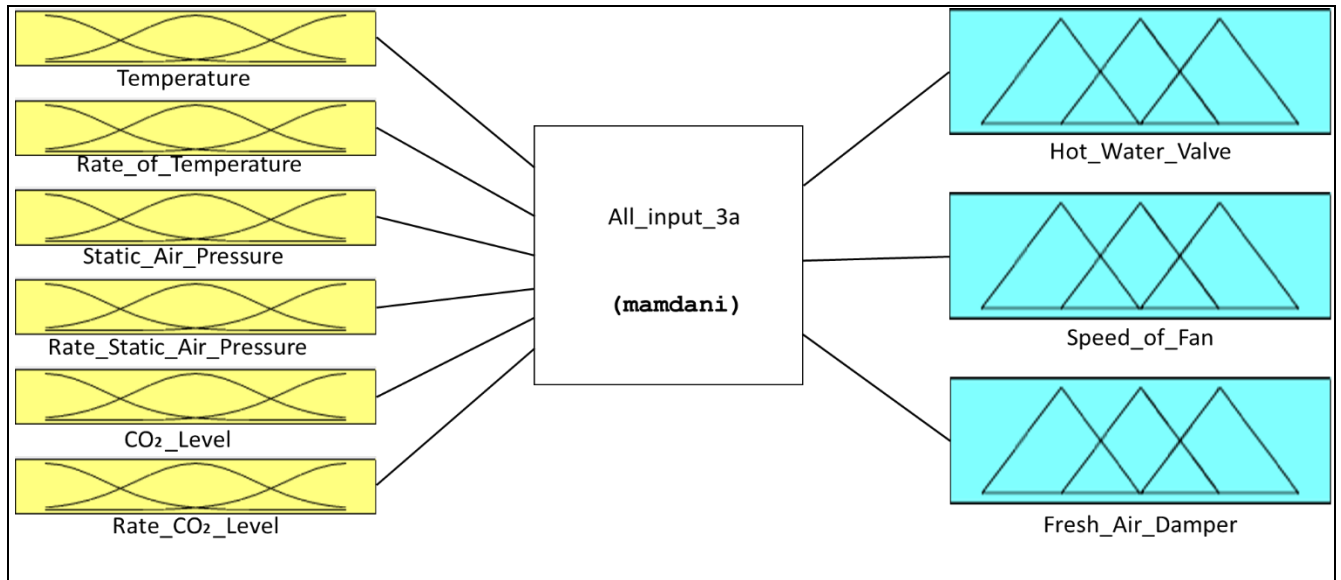 Temperature
Rate_of_Temperature
Static_Air_Pressure
Rate_Static_Air_Pressure
CO₂_Level
Rate_CO₂_Level
All_input_3a
(mamdani)
Hot_Water_Valve
Speed_of_Fan
Fresh_Air_Damper